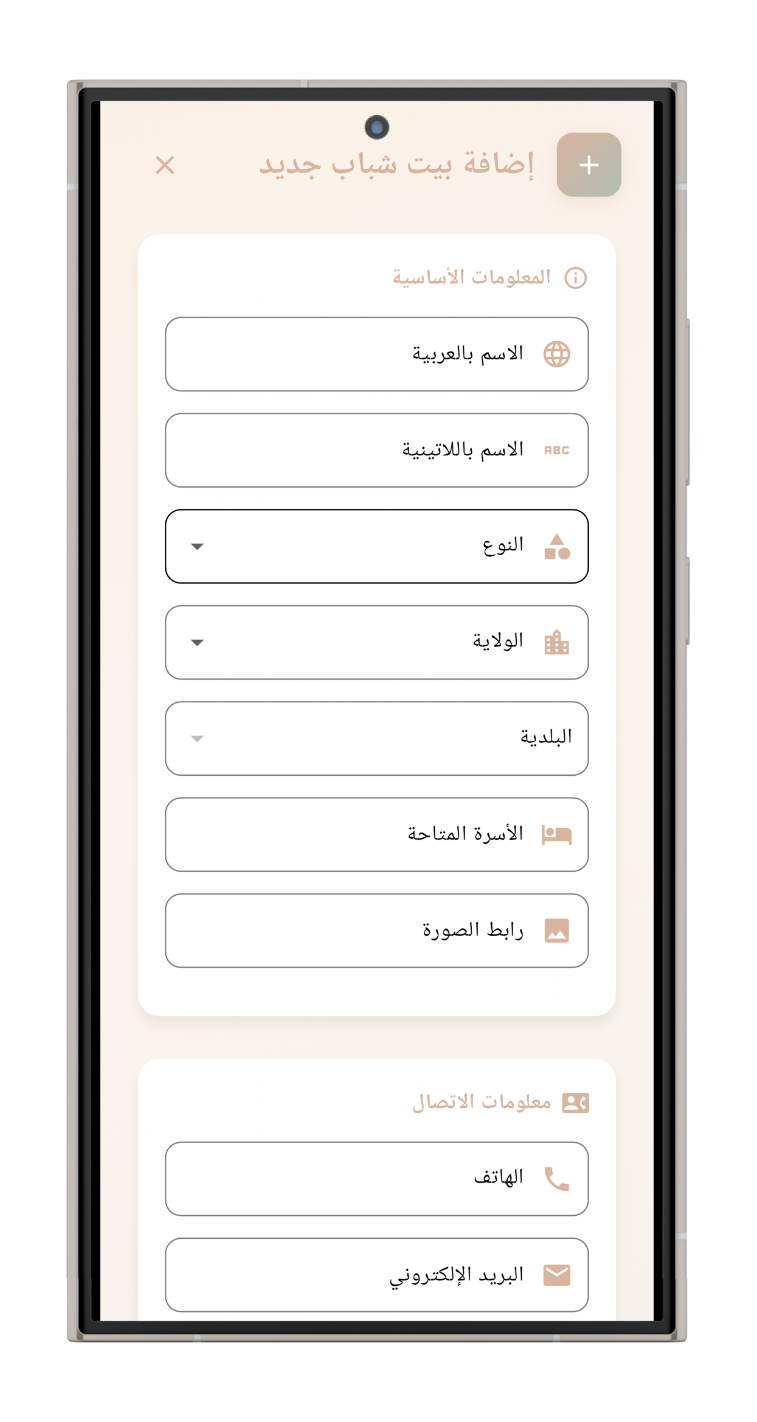 إضافة بيت شباب جديد
المعلومات الأساسية
الاسم بالعربية
ABC الاسم باللاتينية
النوع
الولاية
البلدية
الأسرة المتاحة
رابط الصورة
معلومات الاتصال
الهاتف
البريد الإلكتروني